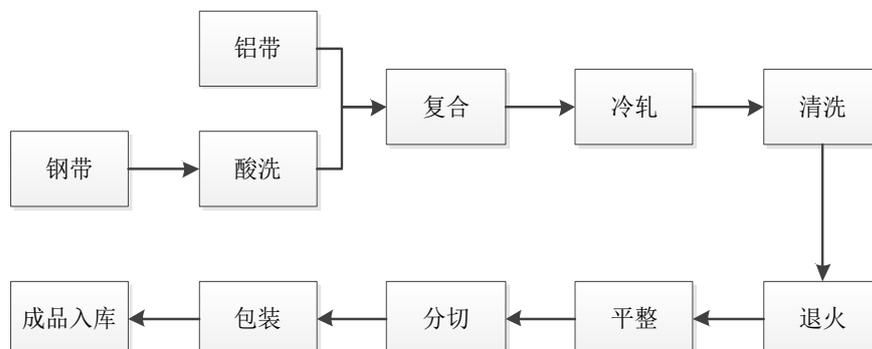 铝带
复合
冷轧
清洗
钢带
酸洗
成品入库
包装
分切
平整
退火